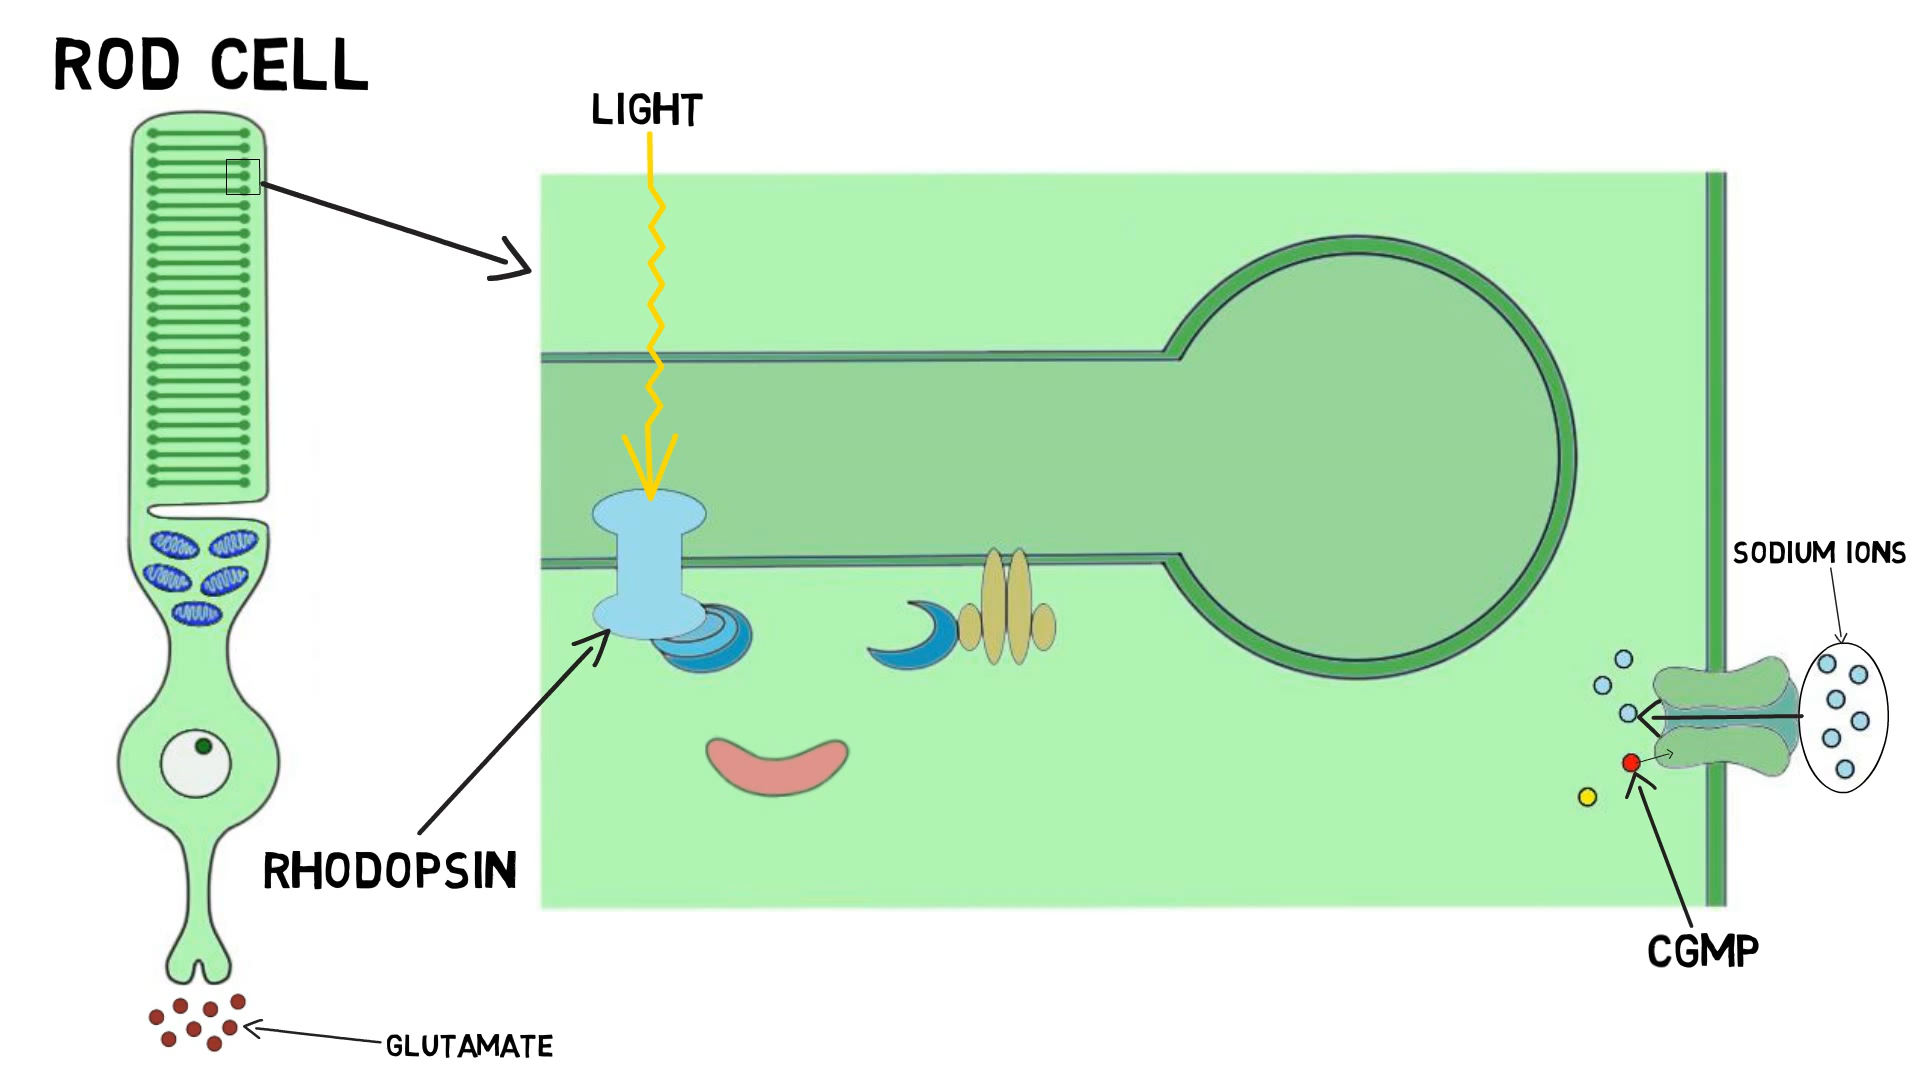 ROD CELL
LIGHT
SODIUM IONS
RHODOPSIN
CGMP
GLUTAMATE